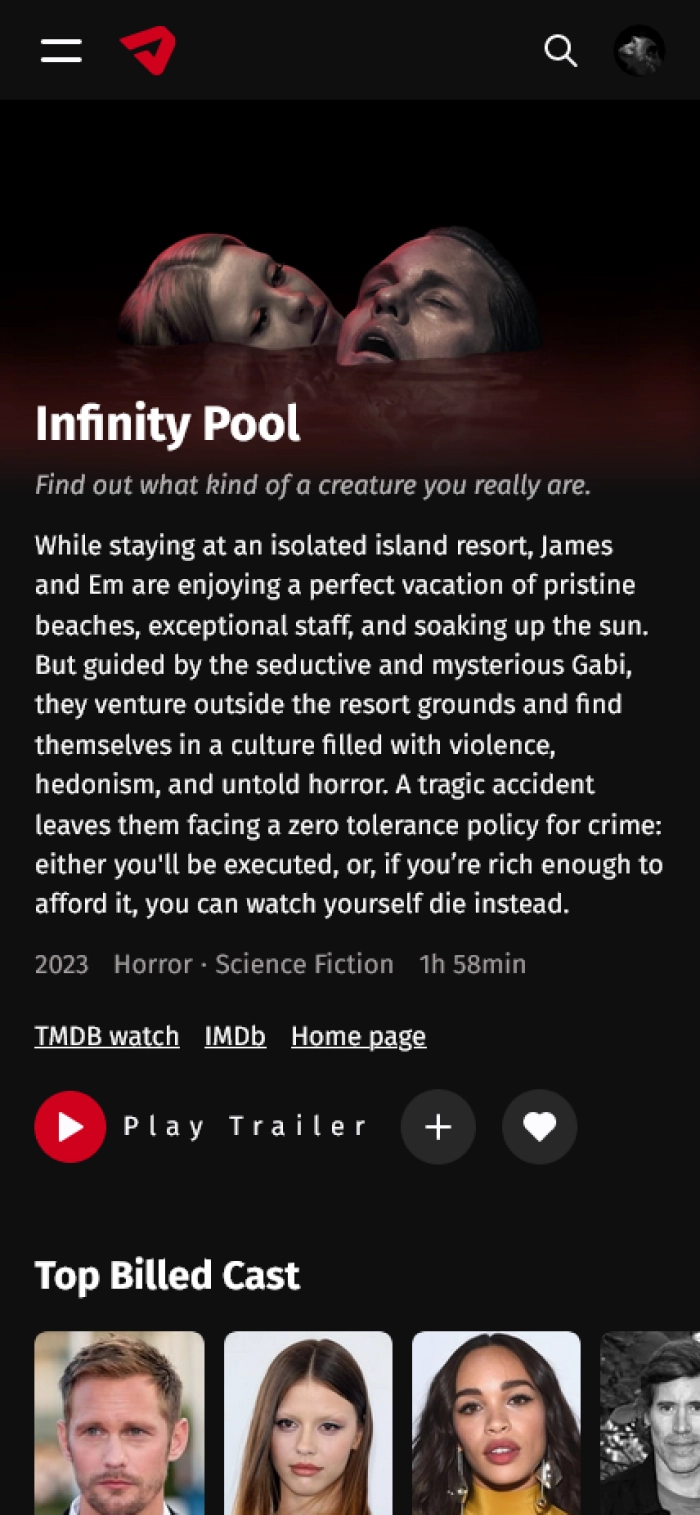 Infinity Pool
Find out what kind of a creature you really are.
While staying at an isolated island resort, James
and Em are enjoying a perfect vacation of pristine
beaches, exceptional staff, and soaking up the sun.
But guided by the seductive and mysterious Gabi,
they venture outside the resort grounds and find
themselves in a culture filled with violence,
hedonism, and untold horror. A tragic accident
leaves them facing a zero tolerance policy for crime:
either you'll be executed, or, if you’re rich enough to
afford it, you can watch yourself die instead.
2023 Horror · Science Fiction 1h 58min
TMDB watch IMDb Home page
Play Trailer
Top Billed Cast